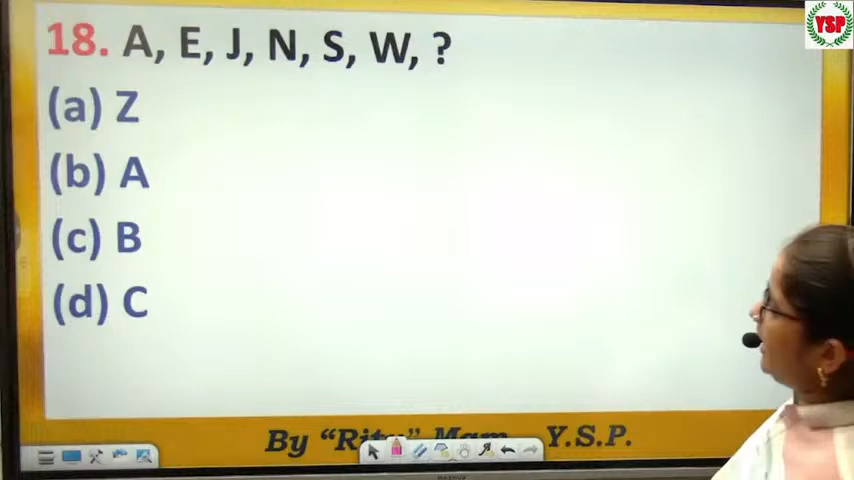 YSP
18. A, E, J, N, S, W, ?
(a) Z
(b) A
(c) B
(d) C
By “Ritu” Mam Y.S.P.